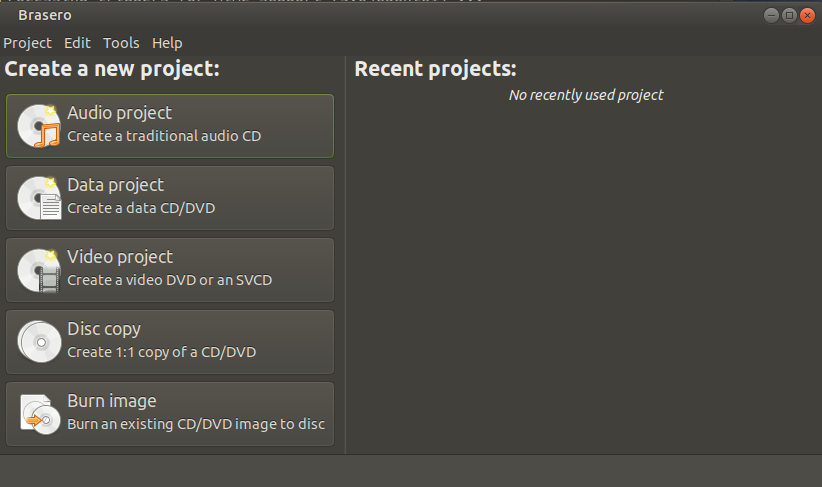 Brasero
Project Edit Tools Help
Create a new project:
Audio project
Create a traditional audio CD
Data project
Create a data CD/DVD
Video project
Create a video DVD or an SVCD
Disc copy
Create 1:1 copy of a CD/DVD
Burn image
Burn an existing CD/DVD image to disc
Recent projects:
No recently used project